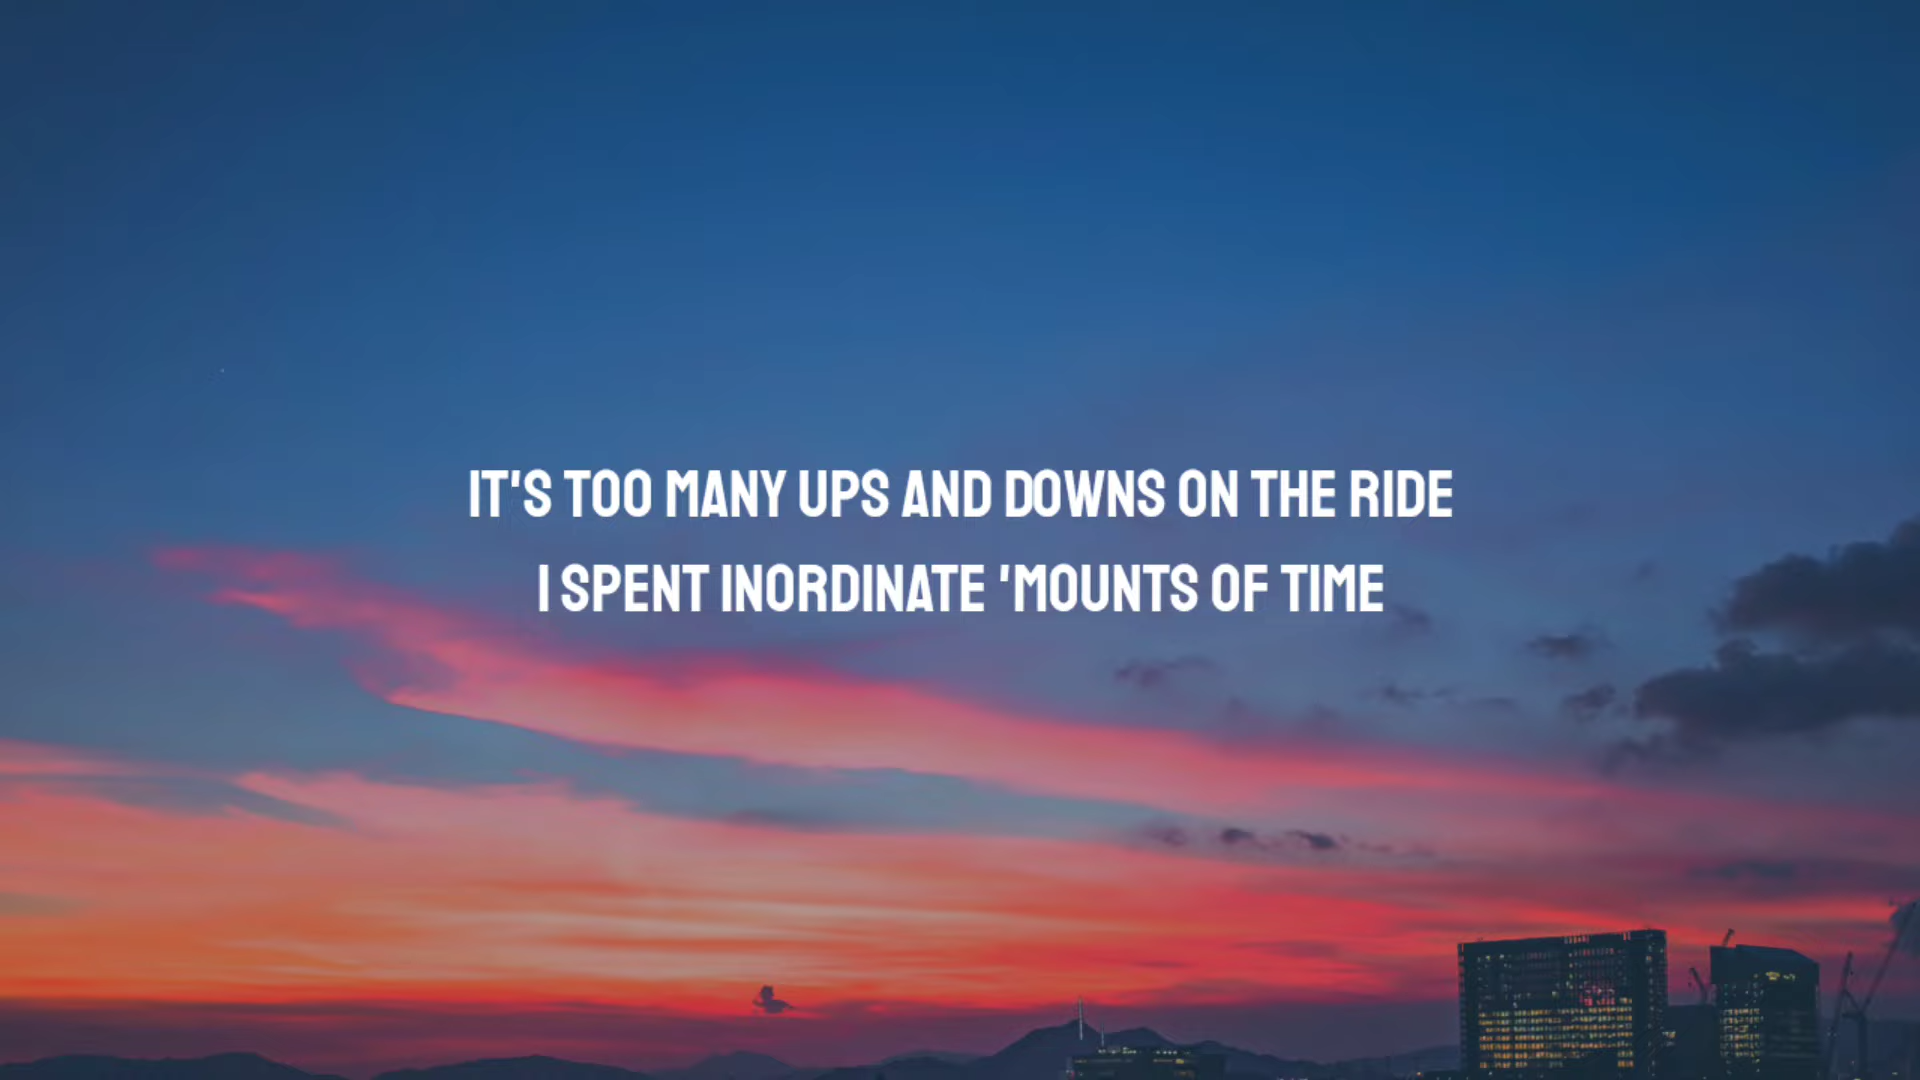 IT'S TOO MANY UPS AND DOWNS ON THE RIDE
I SPENT INORDINATE 'MOUNTS OF TIME